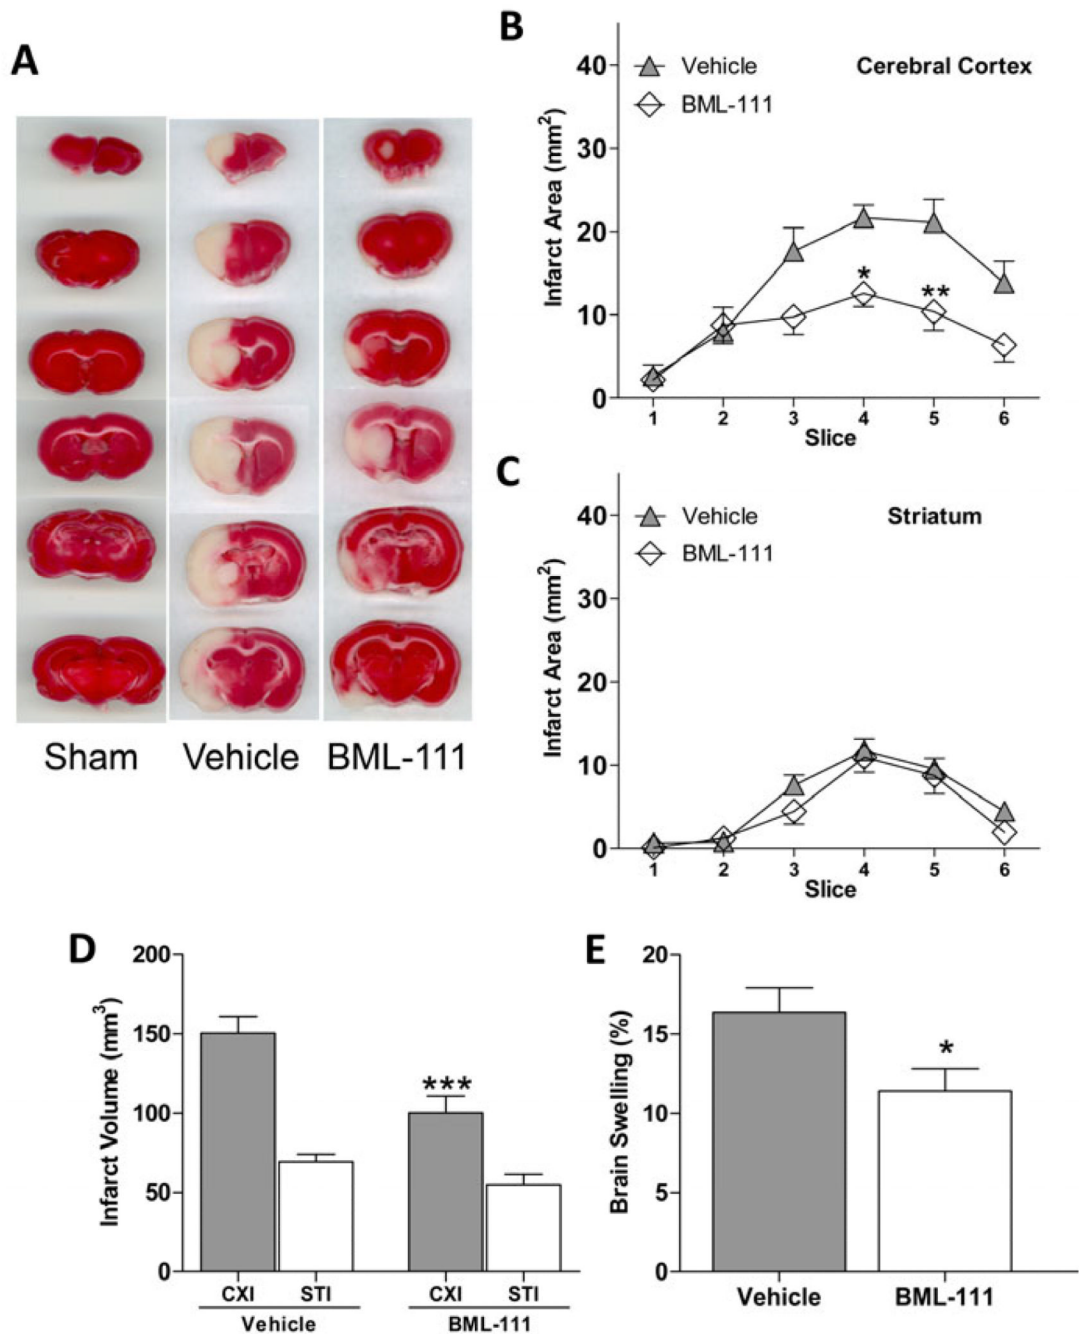 A
Sham Vehicle BML-111
B
Vehicle
BML-111
Cerebral Cortex
Infarct Area (mm²)
40
30
20
10
0
*
**
1 2 3 4 5 6
Slice
C
Vehicle
BML-111
Striatum
Infarct Area (mm²)
40
30
20
10
0
1 2 3 4 5 6
Slice
D
Infarct Volume (mm³)
200
150
100
50
0
***
CXI STI CXI STI
Vehicle BML-111
E
Brain Swelling (%)
20
15
10
5
0
*
Vehicle BML-111